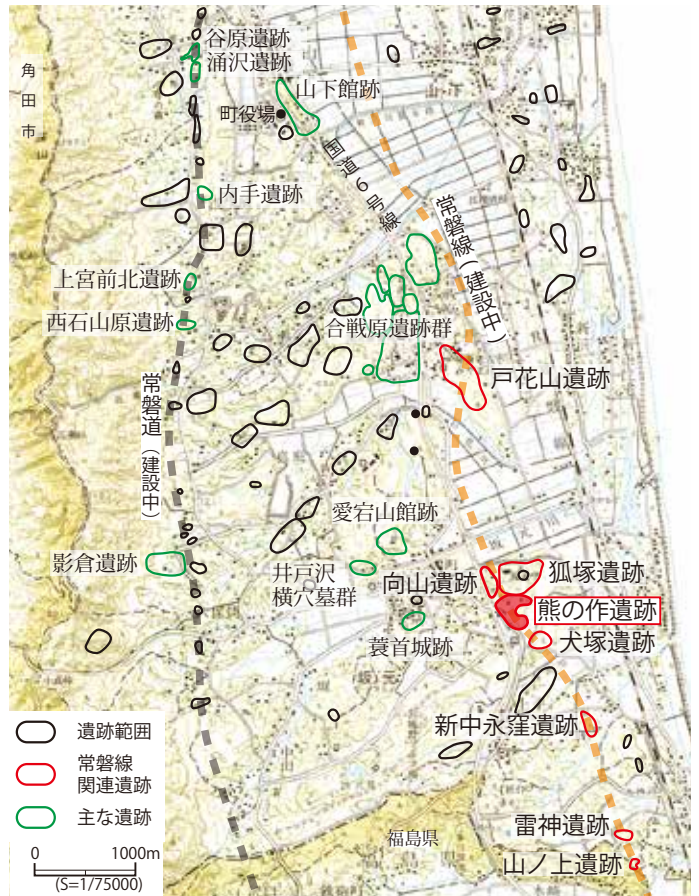 谷原遺跡
涌沢遺跡
山下館跡
角田市
町役場
国道6号線
内手遺跡
常磐線(建設中)
上宮前北遺跡
西石山原遺跡
合戦原遺跡群
戸花山遺跡
常磐道(建設中)
愛宕山館跡
影倉遺跡
井戸沢
横穴墓群
向山遺跡
狐塚遺跡
熊の作遺跡
犬塚遺跡
蓑首城跡
新中永窪遺跡
遺跡範囲
常磐線
関連遺跡
主な遺跡
福島県
雷神遺跡
山ノ上遺跡
0 1000m
(S=1/75000)